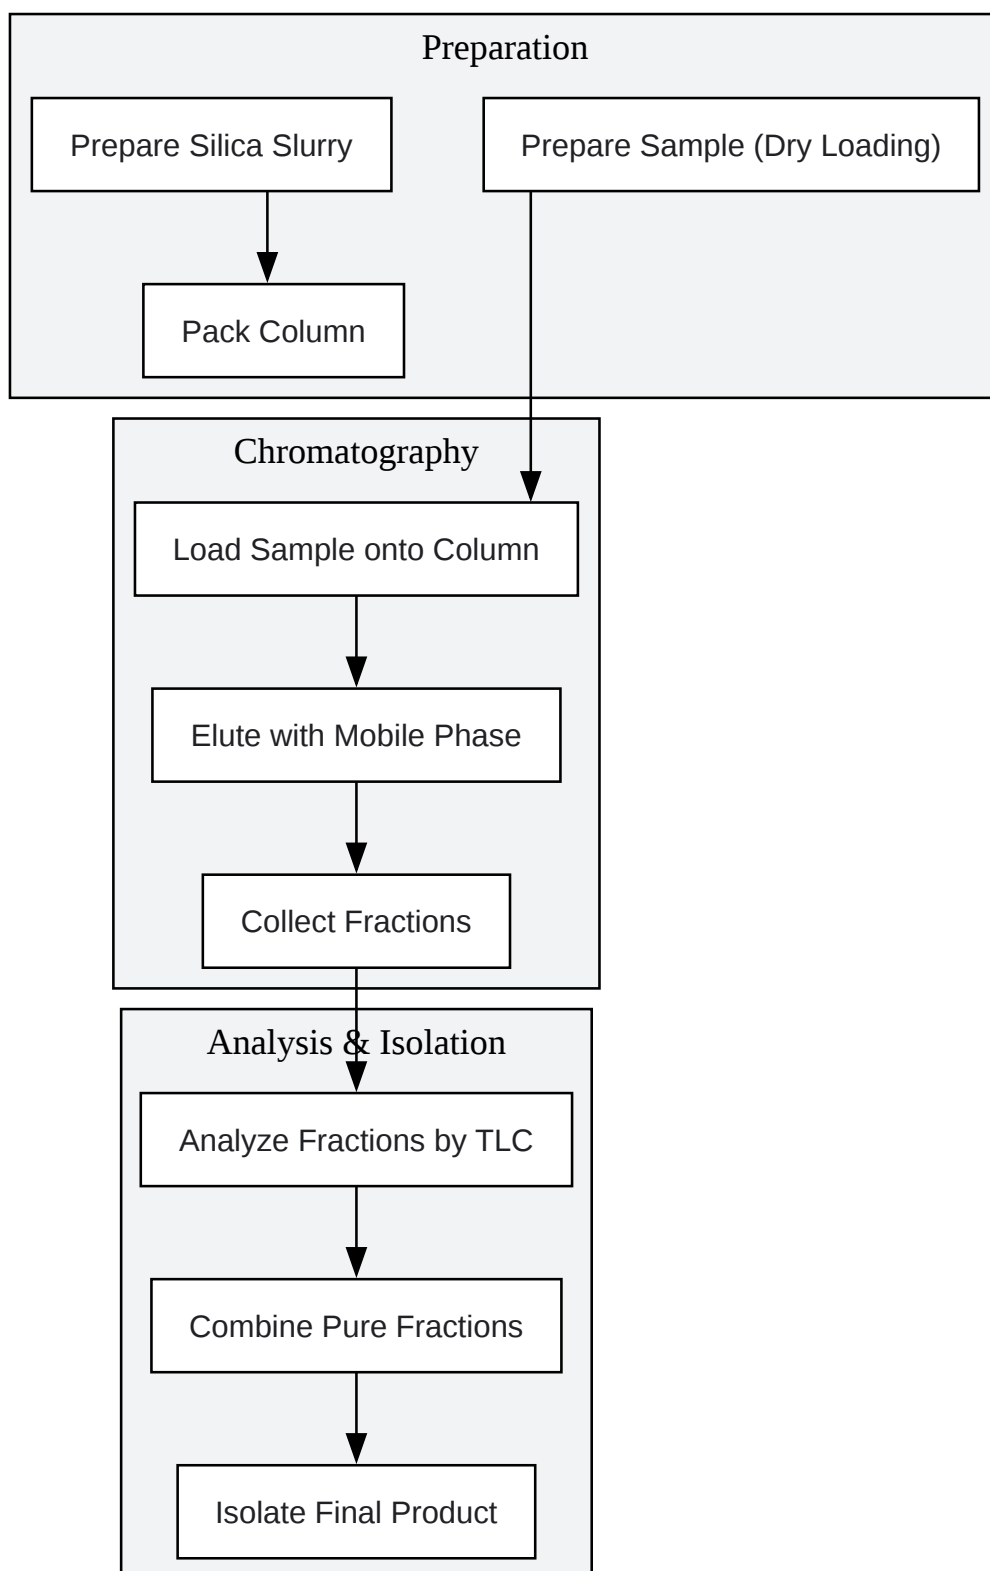 Preparation
Prepare Silica Slurry
Prepare Sample (Dry Loading)
Pack Column
Chromatography
Load Sample onto Column
Elute with Mobile Phase
Collect Fractions
Analysis & Isolation
Analyze Fractions by TLC
Combine Pure Fractions
Isolate Final Product